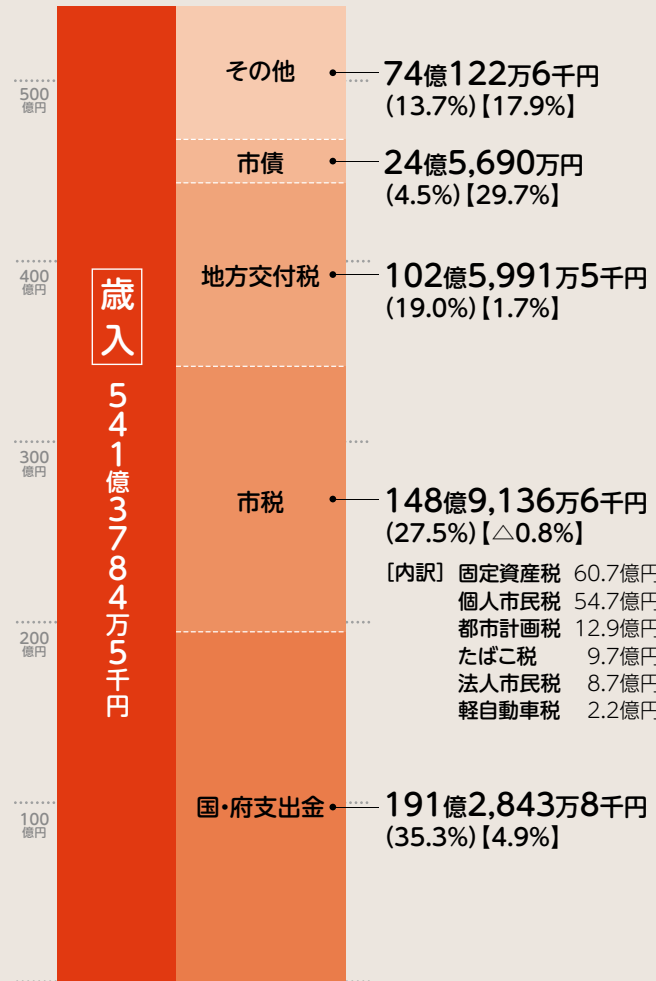 500
億円
400
億円
300
億円
200
億円
100
億円
歳入
541億3784万5千円
その他
74億122万6千円
(13.7%)【17.9%】
市債
24億5,690万円
(4.5%)【29.7%】
地方交付税
102億5,991万5千円
(19.0%)【1.7%】
市税
148億9,136万6千円
(27.5%)【△0.8%】
[内訳] 固定資産税 60.7億円
個人市民税 54.7億円
都市計画税 12.9億円
たばこ税 9.7億円
法人市民税 8.7億円
軽自動車税 2.2億円
国・府支出金
191億2,843万8千円
(35.3%)【4.9%】